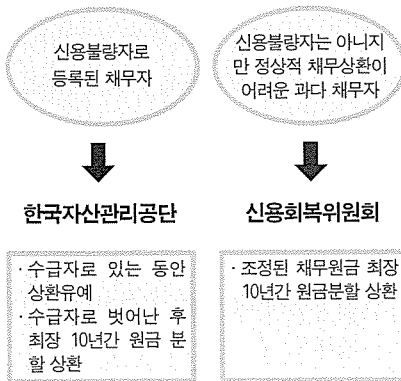 신용불량자로
등록된 채무자
신용불량자는 아니지
만 정상적 채무상환이
어려운 과다 채무자
한국자산관리공단
신용회복위원회
· 수급자로 있는 동안
상환유예
· 수급자로 벗어난 후
최장 10년간 원금 분
할 상환
· 조정된 채무원금 최장
10년간 원금분할 상환